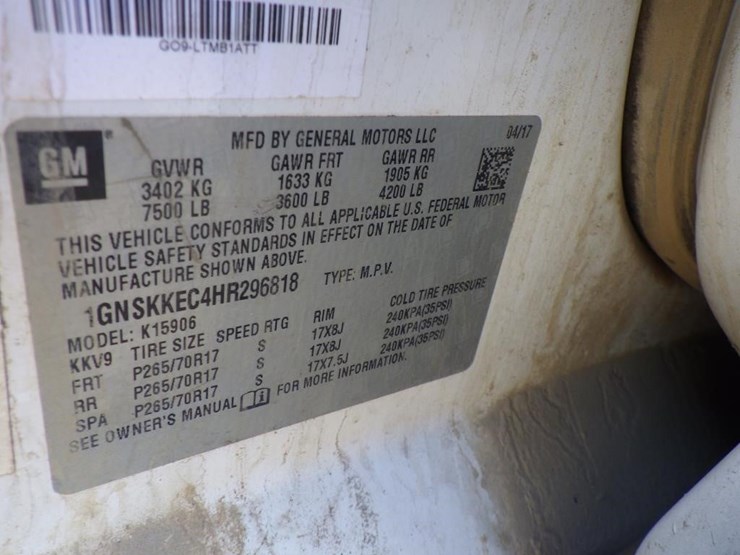 GO9-LTMB1ATT
GM
MFD BY GENERAL MOTORS LLC 04/17
GVWR GAWR FRT GAWR RR
3402 KG 1633 KG 1905 KG
7500 LB 3600 LB 4200 LB
THIS VEHICLE CONFORMS TO ALL APPLICABLE U.S. FEDERAL MOTOR
VEHICLE SAFETY STANDARDS IN EFFECT ON THE DATE OF
MANUFACTURE SHOWN ABOVE.
1GNSKKEC4HR296818 TYPE: M.P.V.
MODEL: K15906
KKV9 TIRE SIZE SPEED RTG RIM COLD TIRE PRESSURE
FRT P265/70R17 S 17X8J 240KPA(35PSI)
RR P265/70R17 S 17X8J 240KPA(35PSI)
SPA P265/70R17 S 17X7.5J 240KPA(35PSI)
SEE OWNER'S MANUAL FOR MORE INFORMATION.